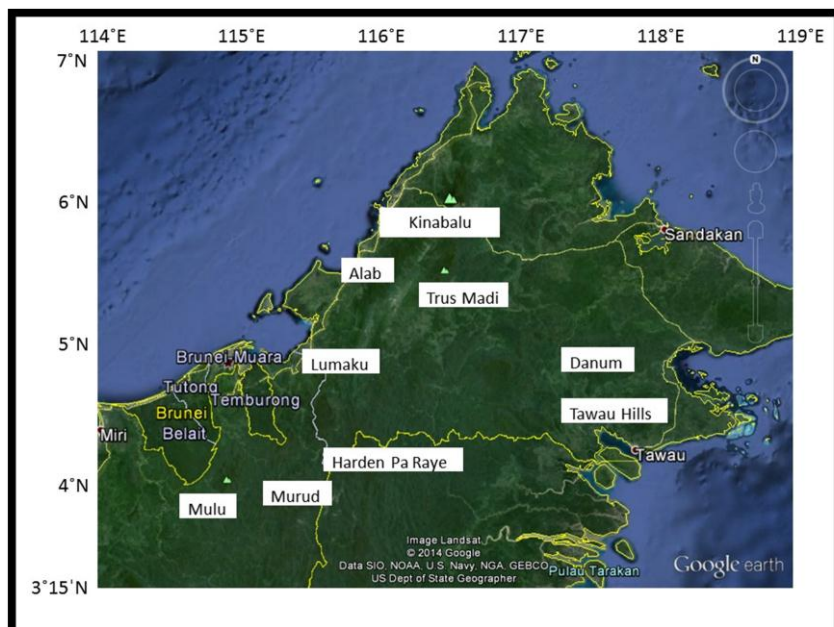 114˚E 115˚E 116˚E 117˚E 118˚E 119˚E
7˚N
N
6˚N
Kinabalu
Sandakan
Alab
Trus Madi
5˚N
Brunei-Muara
Lumaku
Danum
Tutong
Temburong
Brunei
Tawau Hills
Belait
Miri
Tawau
Harden Pa Raye
4˚N
Mulu
Murud
Image Landsat
© 2014 Google
Data SIO, NOAA, U.S. Navy, NGA, GEBCO
US Dept of State Geographer
Google earth
Pulau Tarakan
3˚15'N